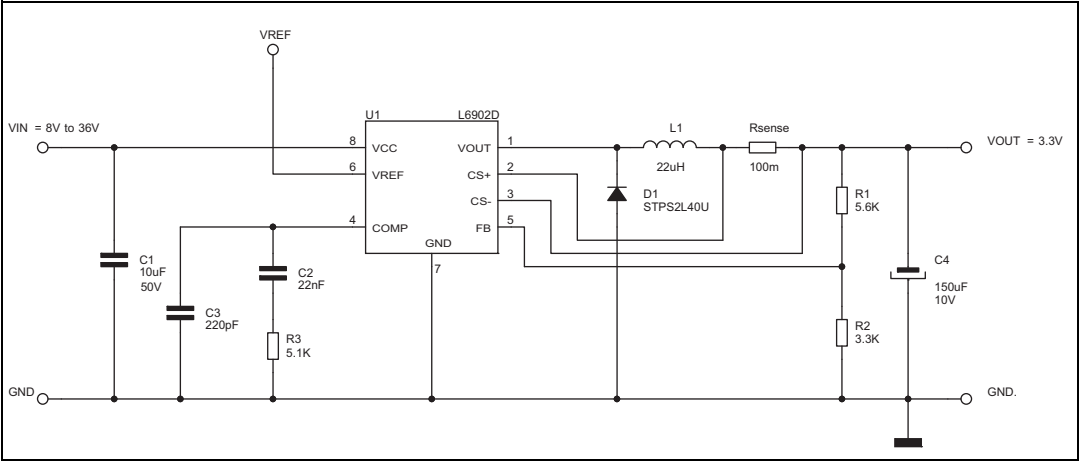 VREF
VIN = 8V to 36V
U1
L6902D
8
VCC
6
VREF
4
COMP
GND
7
VOUT
1
CS+
2
CS-
3
FB
5
L1
22uH
Rsense
100m
VOUT = 3.3V
D1
STPS2L40U
R1
5.6K
C1
10uF
50V
C2
22nF
C3
220pF
R3
5.1K
C4
150uF
10V
R2
3.3K
GND
GND.